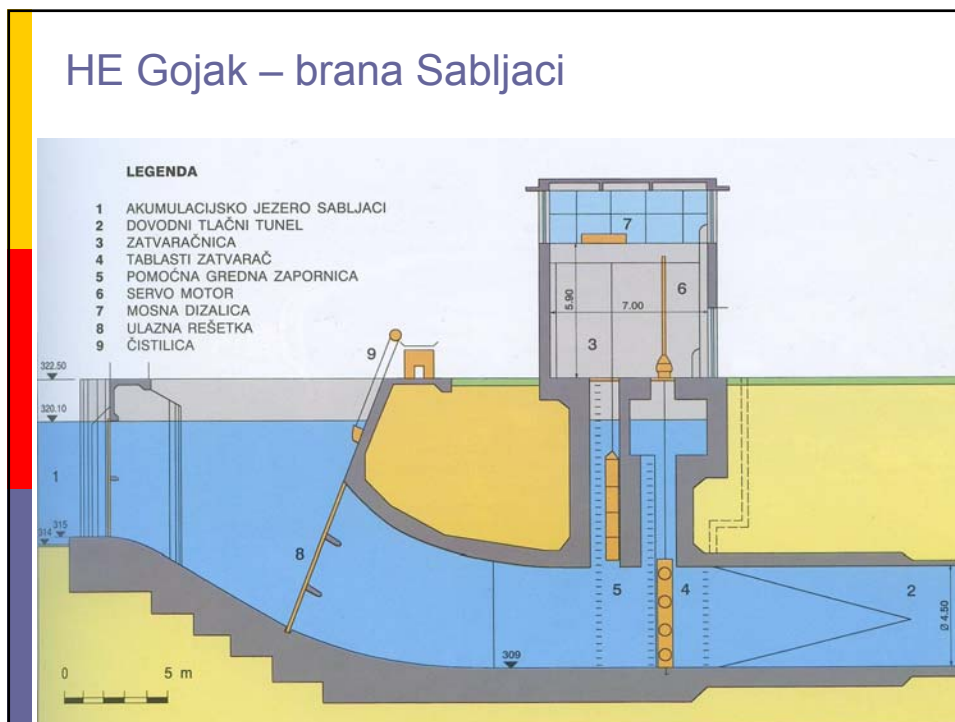 HE Gojak – brana Sabljaci
LEGENDA
1 AKUMULACIJSKO JEZERO SABLJACI
2 DOVODNI TLAČNI TUNEL
3 ZATVARAČNICA
4 TABLASTI ZATVARAČ
5 POMOĆNA GREDNA ZAPORNICA
6 SERVO MOTOR
7 MOSNA DIZALICA
8 ULAZNA REŠETKA
9 ČISTILICA
7
6
5.90
7.00
3
9
322.50
320.10
1
315
314
8
5
4
2
Ø 4.50
309
0 5 m